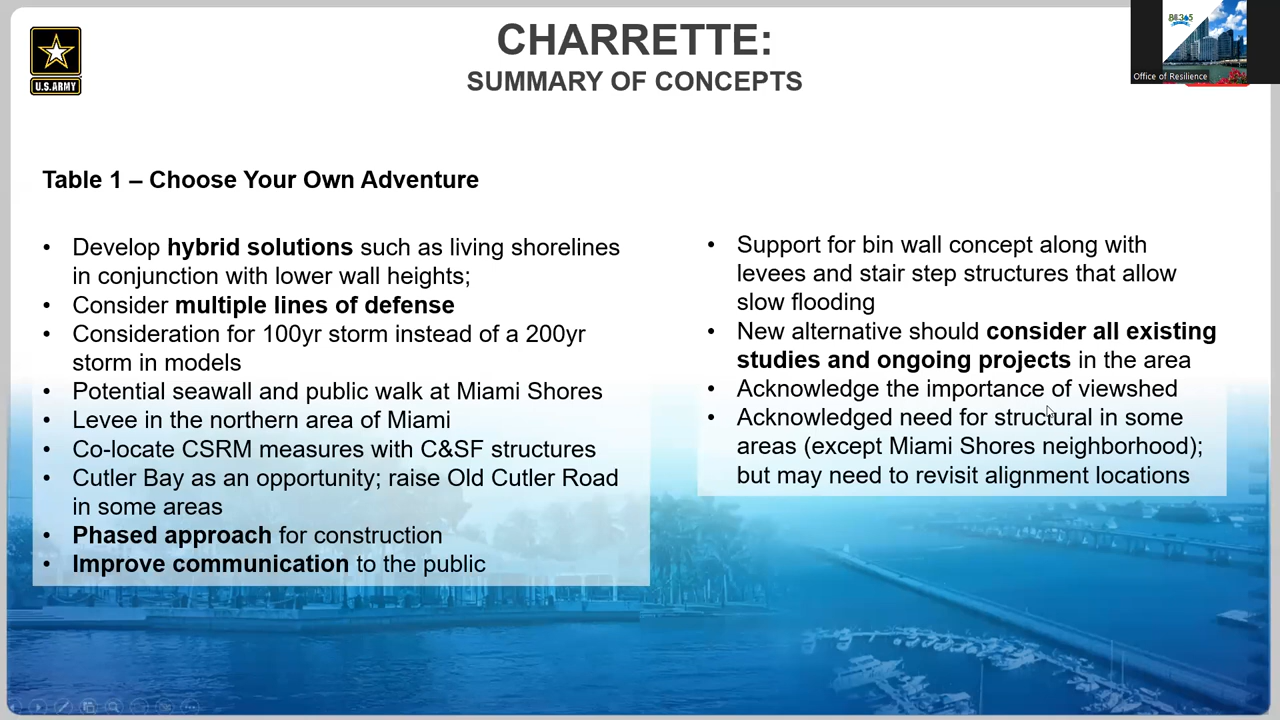 CHARRETTE:
SUMMARY OF CONCEPTS
U.S.ARMY
Office of Resilience
Table 1 – Choose Your Own Adventure
• Develop hybrid solutions such as living shorelines
in conjunction with lower wall heights;
• Consider multiple lines of defense
• Consideration for 100yr storm instead of a 200yr
storm in models
• Potential seawall and public walk at Miami Shores
• Levee in the northern area of Miami
• Co-locate CSRM measures with C&SF structures
• Cutler Bay as an opportunity; raise Old Cutler Road
in some areas
• Phased approach for construction
• Improve communication to the public
• Support for bin wall concept along with
levees and stair step structures that allow
slow flooding
• New alternative should consider all existing
studies and ongoing projects in the area
• Acknowledge the importance of viewshed
• Acknowledged need for structural in some
areas (except Miami Shores neighborhood);
but may need to revisit alignment locations